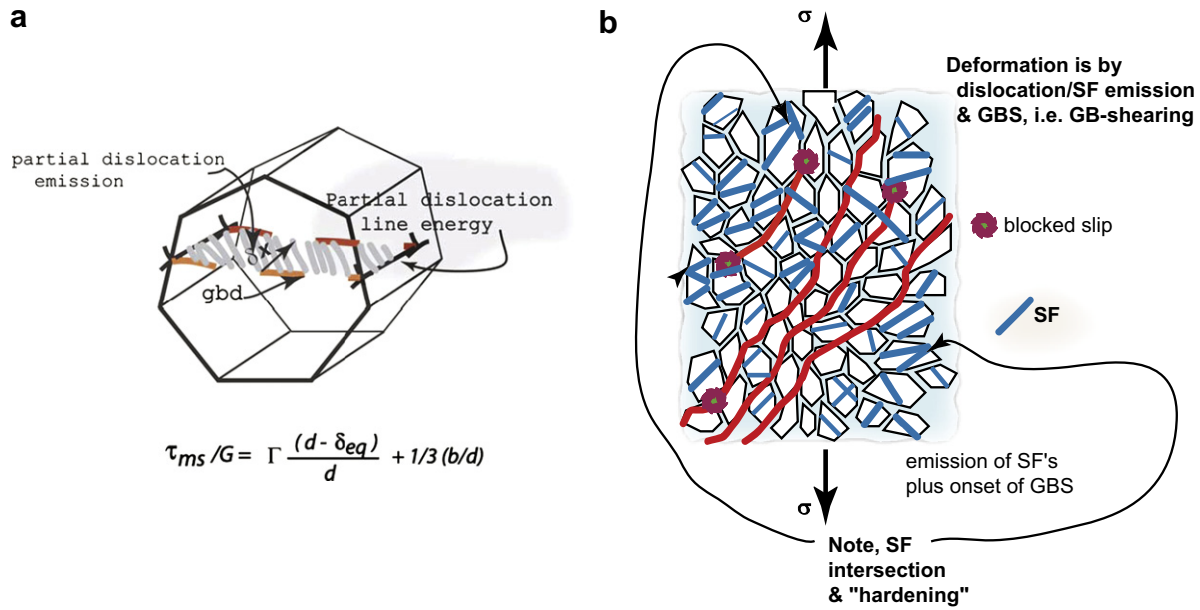 a
partial dislocation
emission
Partial dislocation
line energy
δx
gbd
τms /G = Γ (d - δeq) / d + 1/3 (b/d)
b
σ
Deformation is by
dislocation/SF emission
& GBS, i.e. GB-shearing
blocked slip
SF
emission of SF's
plus onset of GBS
σ
Note, SF
intersection
& "hardening"